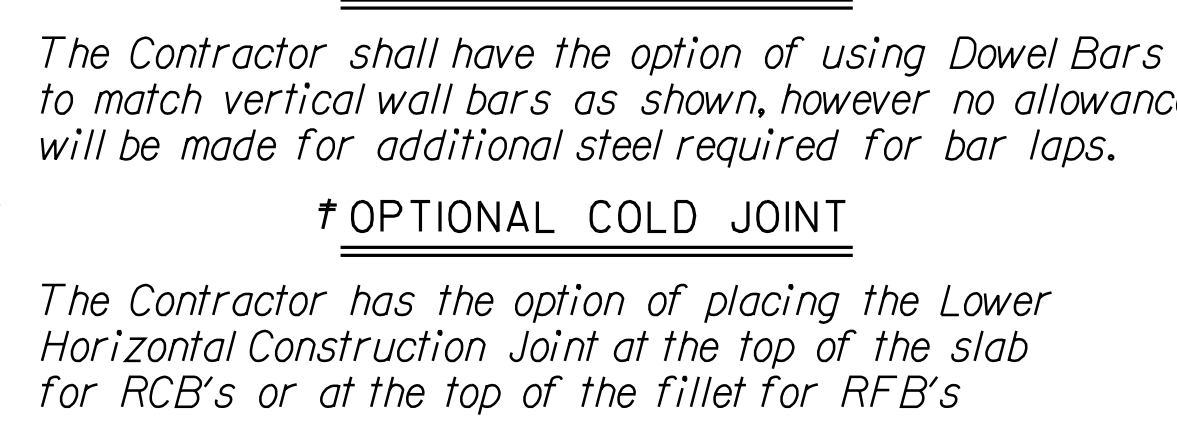 The Contractor shall have the option of using Dowel Bars
to match vertical wall bars as shown, however no allowanc
will be made for additional steel required for bar laps.
‡ OPTIONAL COLD JOINT
The Contractor has the option of placing the Lower
Horizontal Construction Joint at the top of the slab
for RCB's or at the top of the fillet for RFB's